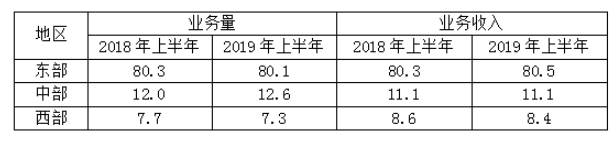 地区 业务量 业务收入
2018年上半年 2019年上半年 2018年上半年 2019年上半年
东部 80.3 80.1 80.3 80.5
中部 12.0 12.6 11.1 11.1
西部 7.7 7.3 8.6 8.4